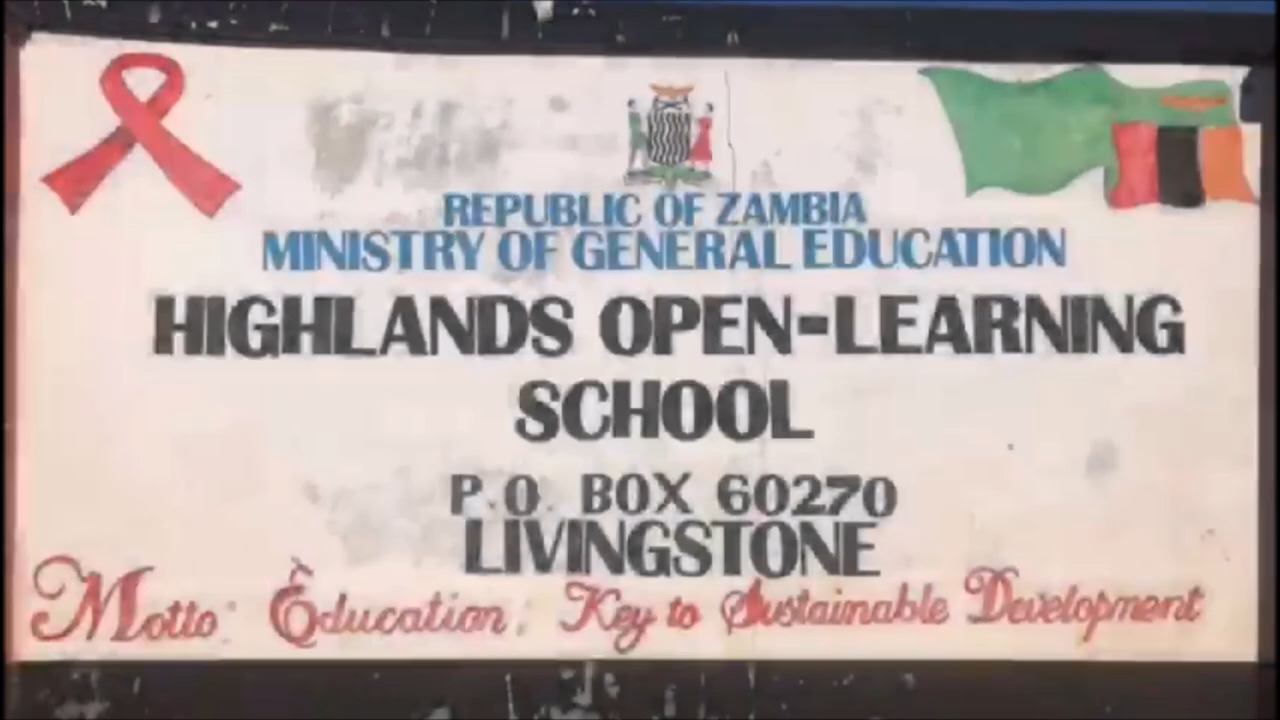 REPUBLIC OF ZAMBIA
MINISTRY OF GENERAL EDUCATION
HIGHLANDS OPEN-LEARNING
SCHOOL
P.O. BOX 60270
LIVINGSTONE
Motto: Education; Key to Sustainable Development